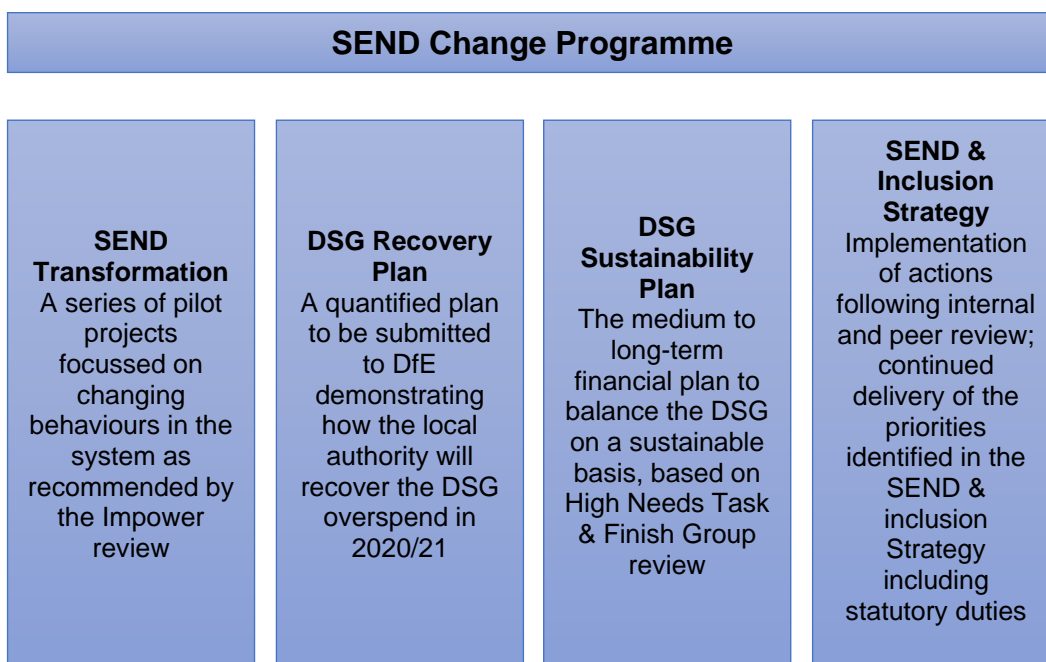 SEND Change Programme
SEND
Transformation
A series of pilot
projects
focussed on
changing
behaviours in the
system as
recommended by
the Impower
review
DSG Recovery
Plan
A quantified plan
to be submitted
to DfE
demonstrating
how the local
authority will
recover the DSG
overspend in
2020/21
DSG
Sustainability
Plan
The medium to
long-term
financial plan to
balance the DSG
on a sustainable
basis, based on
High Needs Task
& Finish Group
review
SEND &
Inclusion
Strategy
Implementation
of actions
following internal
and peer review;
continued
delivery of the
priorities
identified in the
SEND &
inclusion
Strategy
including
statutory duties